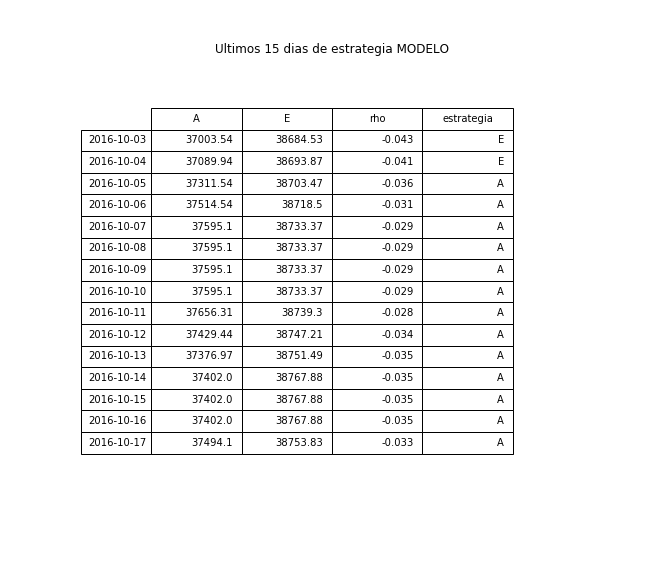 Ultimos 15 dias de estrategia MODELO
A E rho estrategia
2016-10-03 37003.54 38684.53 -0.043 E
2016-10-04 37089.94 38693.87 -0.041 E
2016-10-05 37311.54 38703.47 -0.036 A
2016-10-06 37514.54 38718.5 -0.031 A
2016-10-07 37595.1 38733.37 -0.029 A
2016-10-08 37595.1 38733.37 -0.029 A
2016-10-09 37595.1 38733.37 -0.029 A
2016-10-10 37595.1 38733.37 -0.029 A
2016-10-11 37656.31 38739.3 -0.028 A
2016-10-12 37429.44 38747.21 -0.034 A
2016-10-13 37376.97 38751.49 -0.035 A
2016-10-14 37402.0 38767.88 -0.035 A
2016-10-15 37402.0 38767.88 -0.035 A
2016-10-16 37402.0 38767.88 -0.035 A
2016-10-17 37494.1 38753.83 -0.033 A